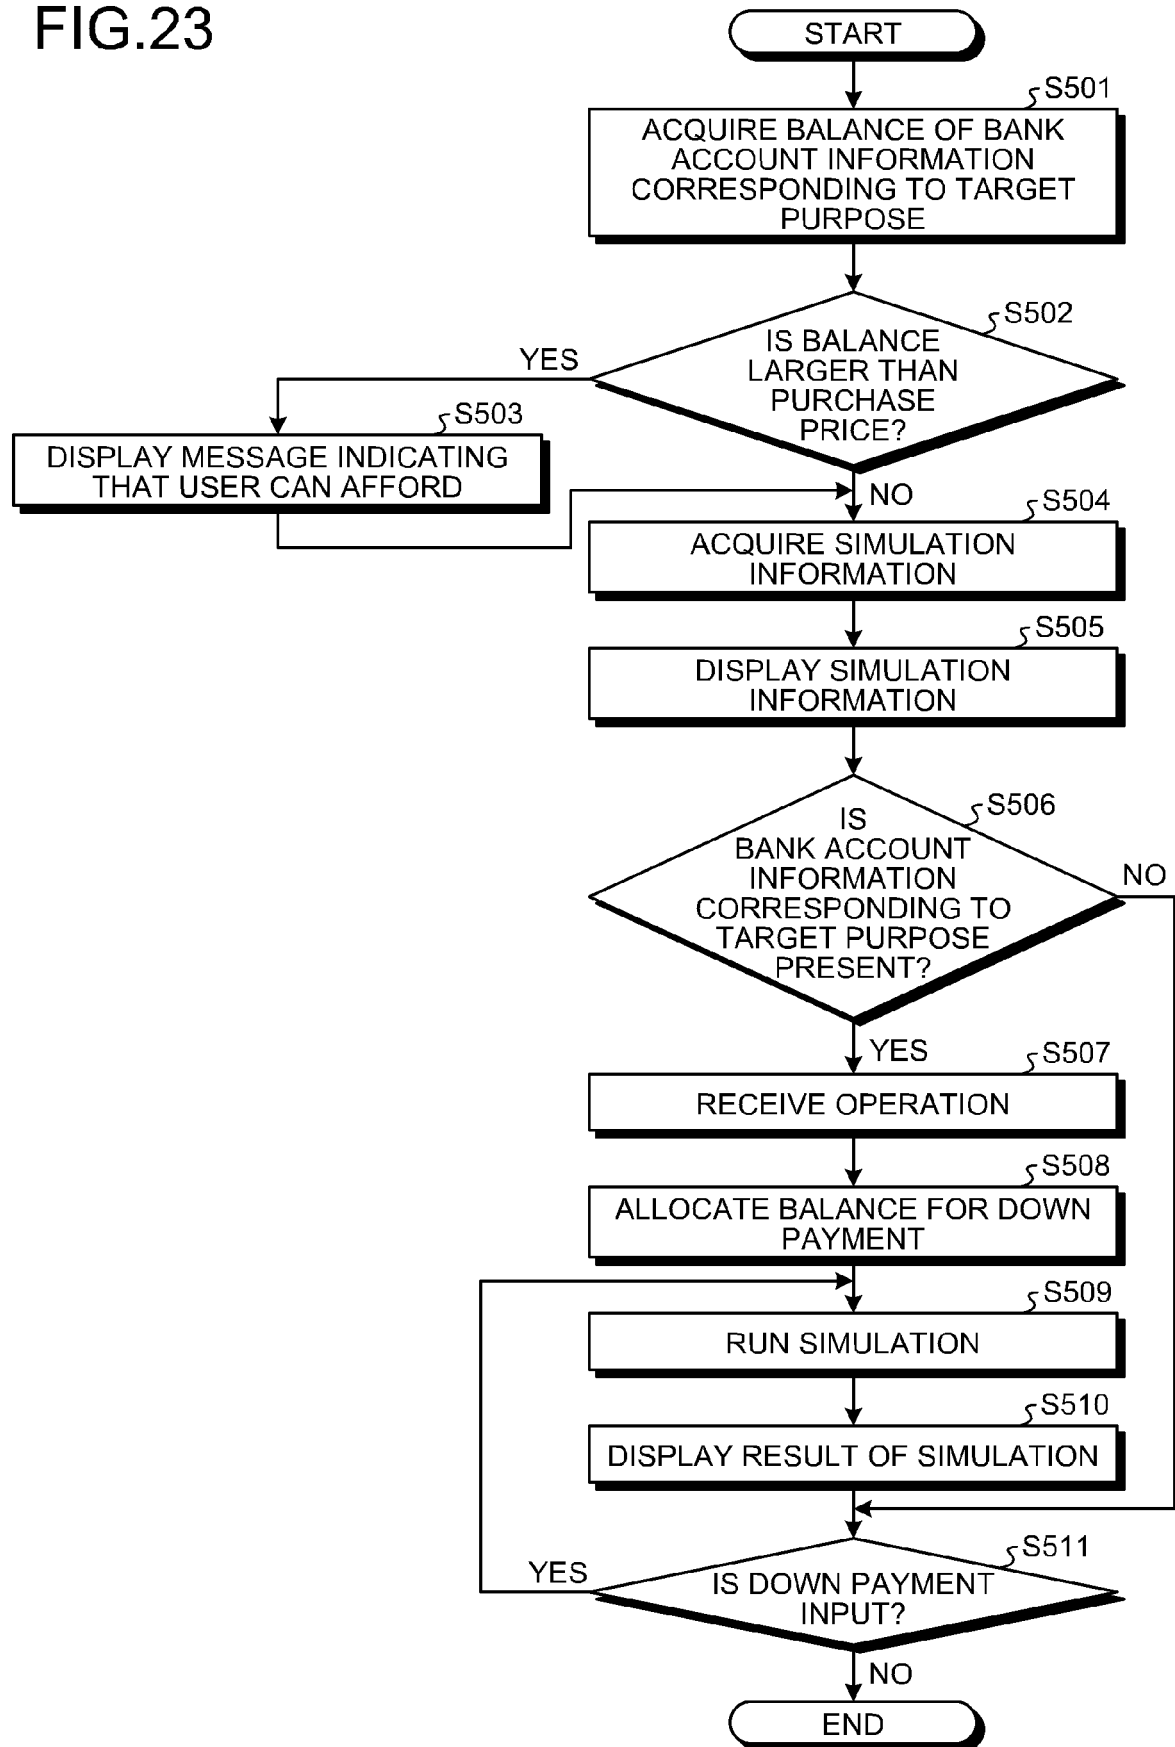 FIG.23
START
S501
ACQUIRE BALANCE OF BANK
ACCOUNT INFORMATION
CORRESPONDING TO TARGET
PURPOSE
S502
IS BALANCE
LARGER THAN
PURCHASE
PRICE?
YES
S503
DISPLAY MESSAGE INDICATING
THAT USER CAN AFFORD
NO
S504
ACQUIRE SIMULATION
INFORMATION
S505
DISPLAY SIMULATION
INFORMATION
S506
IS
BANK ACCOUNT
INFORMATION
CORRESPONDING TO
TARGET PURPOSE
PRESENT?
NO
YES
S507
RECEIVE OPERATION
S508
ALLOCATE BALANCE FOR DOWN
PAYMENT
S509
RUN SIMULATION
S510
DISPLAY RESULT OF SIMULATION
S511
YES
IS DOWN PAYMENT
INPUT?
NO
END